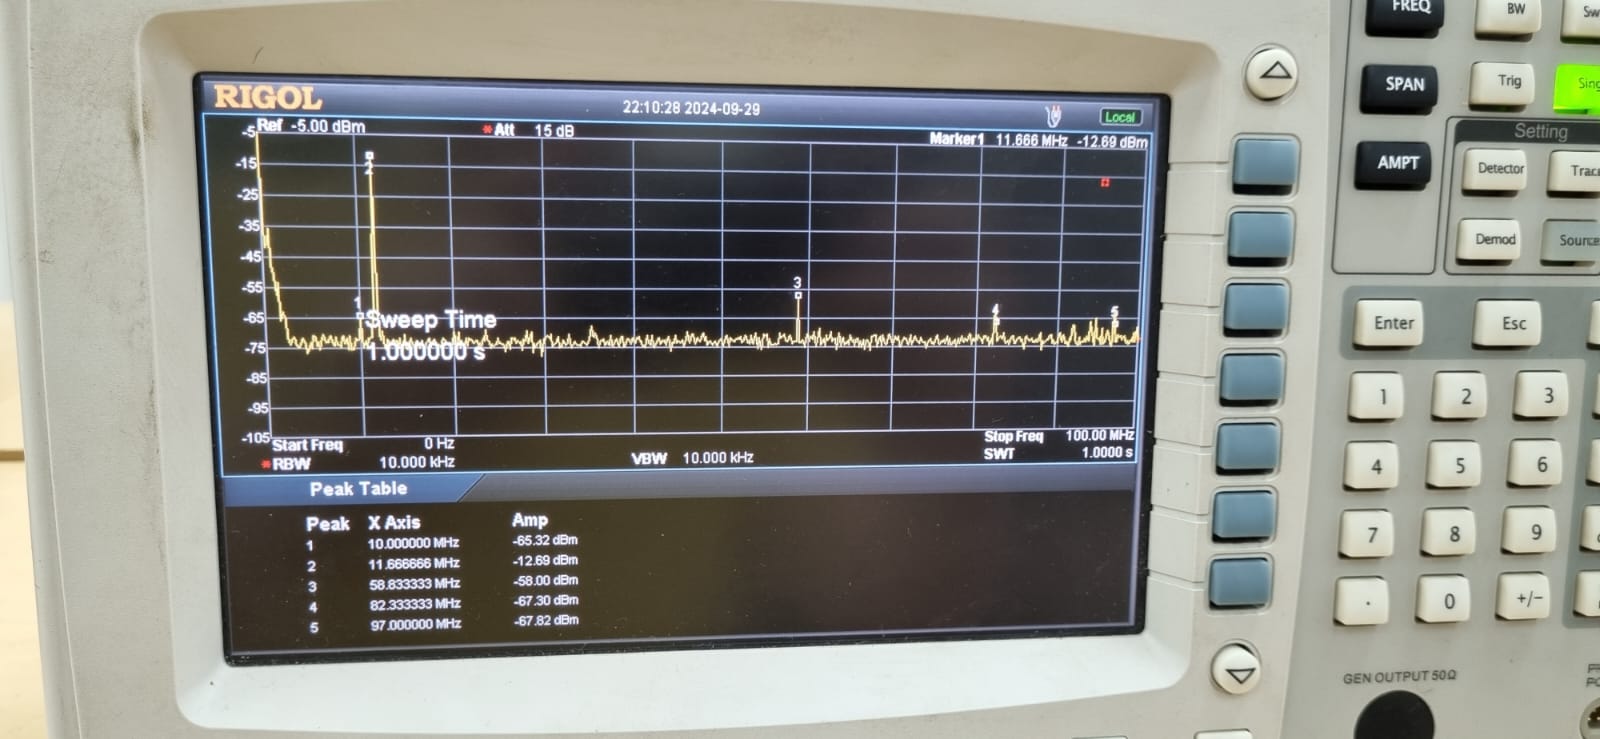 RIGOL
22:10:28 2024-09-29
Local
Ref -5.00 dBm
*Att 15 dB
Marker1 11.666 MHz -12.69 dBm
-5
-15
-25
-35
-45
-55
-65
-75
-85
-95
-105
1
2
3
4
5
Sweep Time
1.000000 s
Start Freq 0 Hz
Stop Freq 100.00 MHz
*RBW 10.000 kHz
VBW 10.000 kHz
SWT 1.0000 s
Peak Table
Peak X Axis Amp
1 10.000000 MHz -65.32 dBm
2 11.666666 MHz -12.69 dBm
3 58.833333 MHz -58.00 dBm
4 82.333333 MHz -67.30 dBm
5 97.000000 MHz -67.82 dBm
FREQ BW Sw
SPAN Trig Sing
AMPT
Setting
Detector Trac
Demod Source
Enter Esc
1 2 3
4 5 6
7 8 9
. 0 +/-
GEN OUTPUT 50Ω